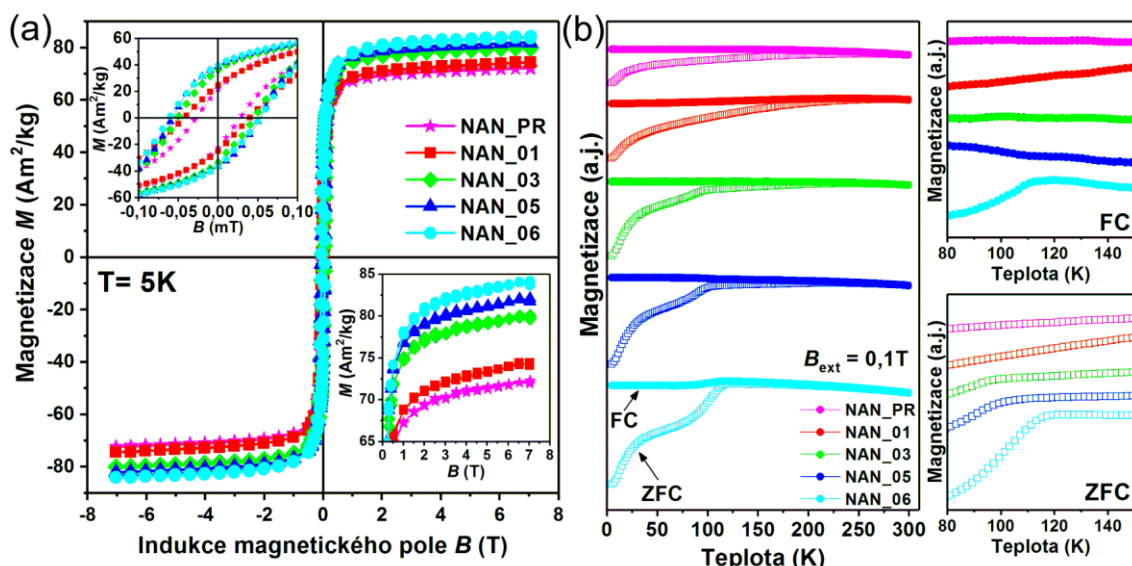 (a)
Magnetizace M (Am²/kg)
80
60
40
20
0
-20
-40
-60
-80
-8
-6
-4
-2
0
2
4
6
8
Indukce magnetického pole B (T)
T= 5K
M (Am²/kg)
60
40
20
0
-20
-40
-60
-0,10
-0,05
0,00
0,05
0,10
B (mT)
NAN_PR
NAN_01
NAN_03
NAN_05
NAN_06
M (Am²/kg)
85
80
75
70
65
0
1
2
3
4
5
6
7
8
B (T)
(b)
Magnetizace (a.j.)
Bext = 0,1T
FC
ZFC
NAN_PR
NAN_01
NAN_03
NAN_05
NAN_06
0
50
100
150
200
250
300
Teplota (K)
Magnetizace (a.j.)
FC
80
100
120
140
Teplota (K)
Magnetizace (a.j.)
ZFC
80
100
120
140
Teplota (K)